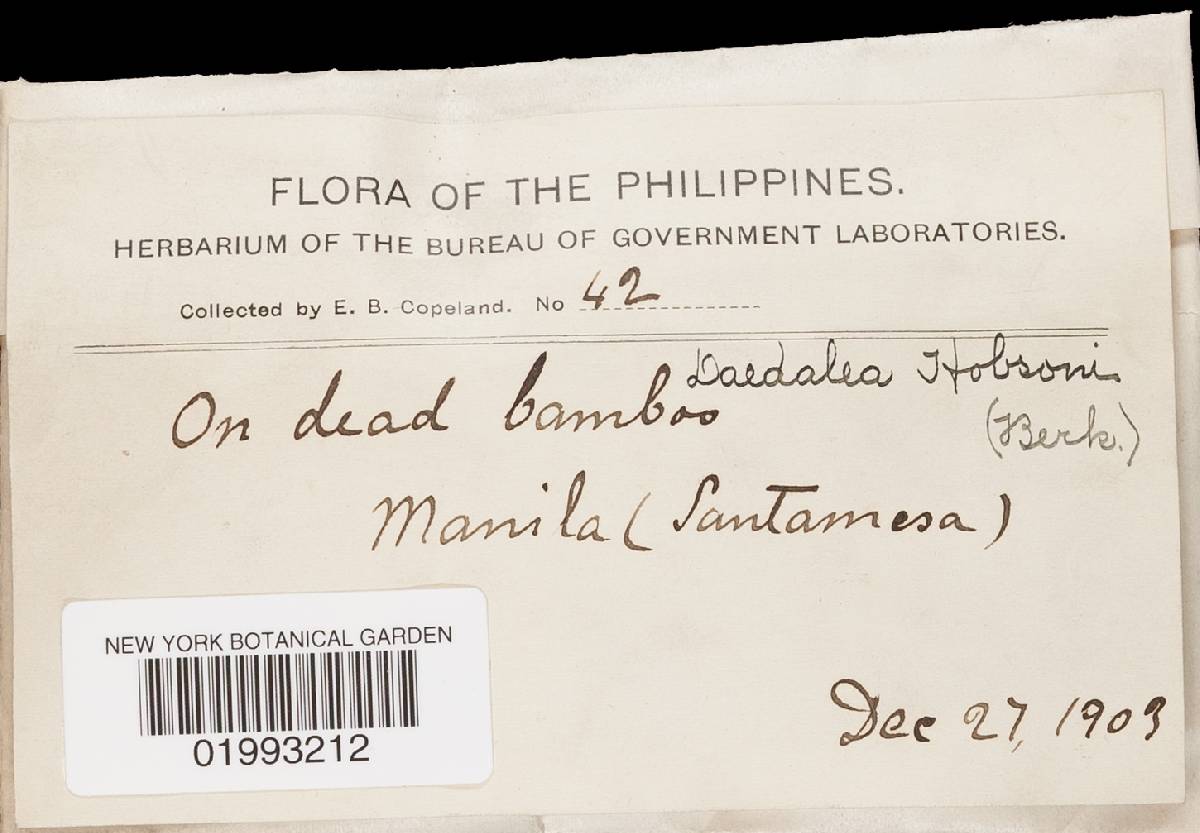 FLORA OF THE PHILIPPINES.
HERBARIUM OF THE BUREAU OF GOVERNMENT LABORATORIES.
Collected by E. B. Copeland. No 42
Daedalea Hobsoni
On dead bamboo
(Berk.)
Manila (Santamesa)
NEW YORK BOTANICAL GARDEN
01993212
Dec 27, 1903